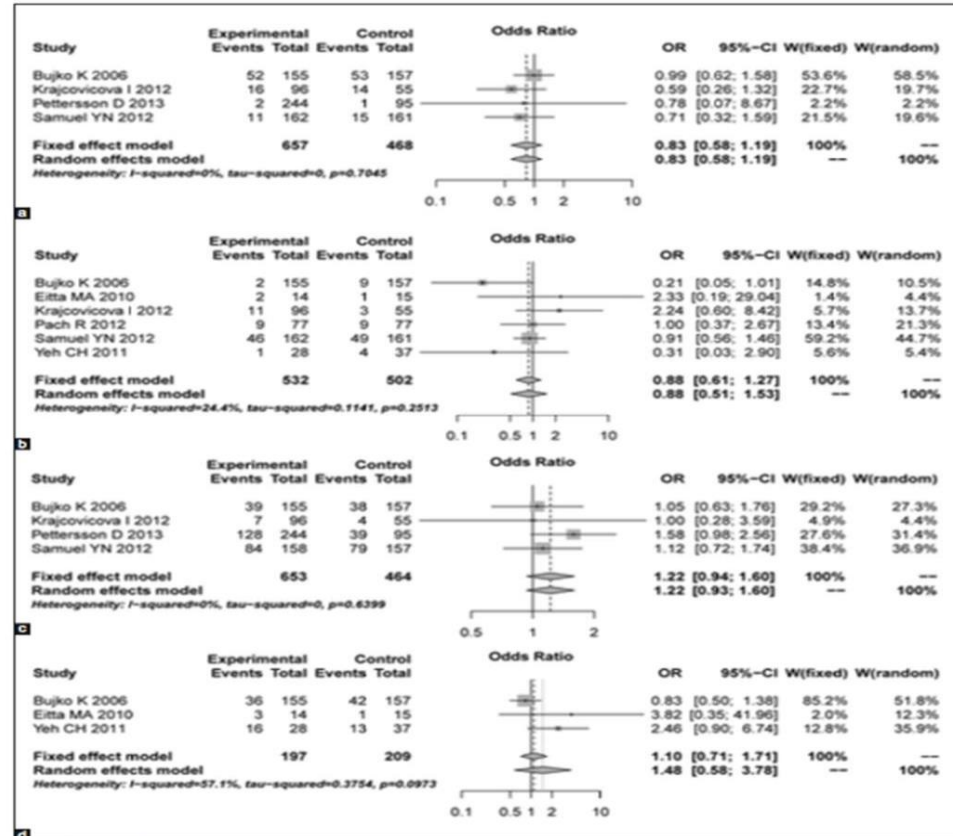 Experimental Control Odds Ratio
Study Events Total Events Total OR 95%-CI W(fixed) W(random)
Bujko K 2006 52 155 53 157 0.99 [0.62; 1.58] 53.6% 58.5%
Krajcovicova I 2012 16 96 14 55 0.59 [0.26; 1.32] 22.7% 19.7%
Pettersson D 2013 2 244 1 95 0.78 [0.07; 8.67] 2.2% 2.2%
Samuel YN 2012 11 162 15 161 0.71 [0.32; 1.59] 21.5% 19.6%
Fixed effect model 657 468 0.83 [0.58; 1.19] 100% --
Random effects model 0.83 [0.58; 1.19] -- 100%
Heterogeneity: I-squared=0%, tau-squared=0, p=0.7045
0.1 0.5 1 2 10
a
Experimental Control Odds Ratio
Study Events Total Events Total OR 95%-CI W(fixed) W(random)
Bujko K 2006 2 155 9 157 0.21 [0.05; 1.01] 14.8% 10.5%
Eitta MA 2010 2 14 1 15 2.33 [0.19; 29.04] 1.4% 4.4%
Krajcovicova I 2012 11 96 3 55 2.24 [0.60; 8.42] 5.7% 13.7%
Pach R 2012 9 77 9 77 1.00 [0.37; 2.67] 13.4% 21.3%
Samuel YN 2012 46 162 49 161 0.91 [0.56; 1.46] 59.2% 44.7%
Yeh CH 2011 1 28 4 37 0.31 [0.03; 2.90] 5.6% 5.4%
Fixed effect model 532 502 0.88 [0.61; 1.27] 100% --
Random effects model 0.88 [0.51; 1.53] -- 100%
Heterogeneity: I-squared=24.4%, tau-squared=0.1141, p=0.2513
0.1 0.5 1 2 10
b
Experimental Control Odds Ratio
Study Events Total Events Total OR 95%-CI W(fixed) W(random)
Bujko K 2006 39 155 38 157 1.05 [0.63; 1.76] 29.2% 27.3%
Krajcovicova I 2012 7 96 4 55 1.00 [0.28; 3.59] 4.9% 4.4%
Pettersson D 2013 128 244 39 95 1.58 [0.98; 2.56] 27.6% 31.4%
Samuel YN 2012 84 158 79 157 1.12 [0.72; 1.74] 38.4% 36.9%
Fixed effect model 653 464 1.22 [0.94; 1.60] 100% --
Random effects model 1.22 [0.93; 1.60] -- 100%
Heterogeneity: I-squared=0%, tau-squared=0, p=0.6399
0.5 1 2
c
Experimental Control Odds Ratio
Study Events Total Events Total OR 95%-CI W(fixed) W(random)
Bujko K 2006 36 155 42 157 0.83 [0.50; 1.38] 85.2% 51.8%
Eitta MA 2010 3 14 1 15 3.82 [0.35; 41.96] 2.0% 12.3%
Yeh CH 2011 16 28 13 37 2.46 [0.90; 6.74] 12.8% 35.9%
Fixed effect model 197 209 1.10 [0.71; 1.71] 100% --
Random effects model 1.48 [0.58; 3.78] -- 100%
Heterogeneity: I-squared=57.1%, tau-squared=0.3754, p=0.0973
0.1 0.5 1 2 10
d